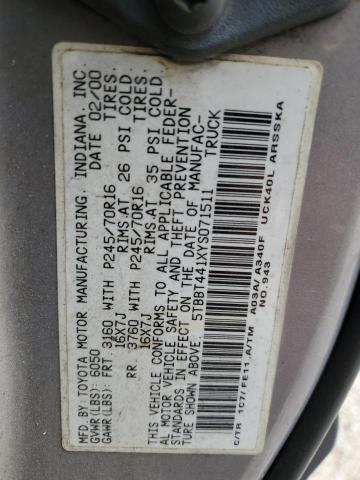 MFD.BY:TOYOTA MOTOR MANUFACTURING INDIANA,INC.
GVWR(LBS): 6050 DATE 02/00
GAWR(LBS): FRT. 3160 WITH P245/70R16 TIRES.
16X7J RIMS AT 26 PSI COLD.
RR. 3760 WITH P245/70R16 TIRES.
16X7J RIMS AT 35 PSI COLD.
THIS VEHICLE CONFORMS TO ALL APPLICABLE FEDER-
AL MOTOR VEHICLE SAFETY AND THEFT PREVENTION
STANDARDS IN EFFECT ON THE DATE OF MANUFAC-
TURE SHOWN ABOVE. 5TBBT441XYS071511 TRUCK
C/TR 1C7/ FE11,A/TM A03A/ A340F UCK40L ARSSKA
NO.943